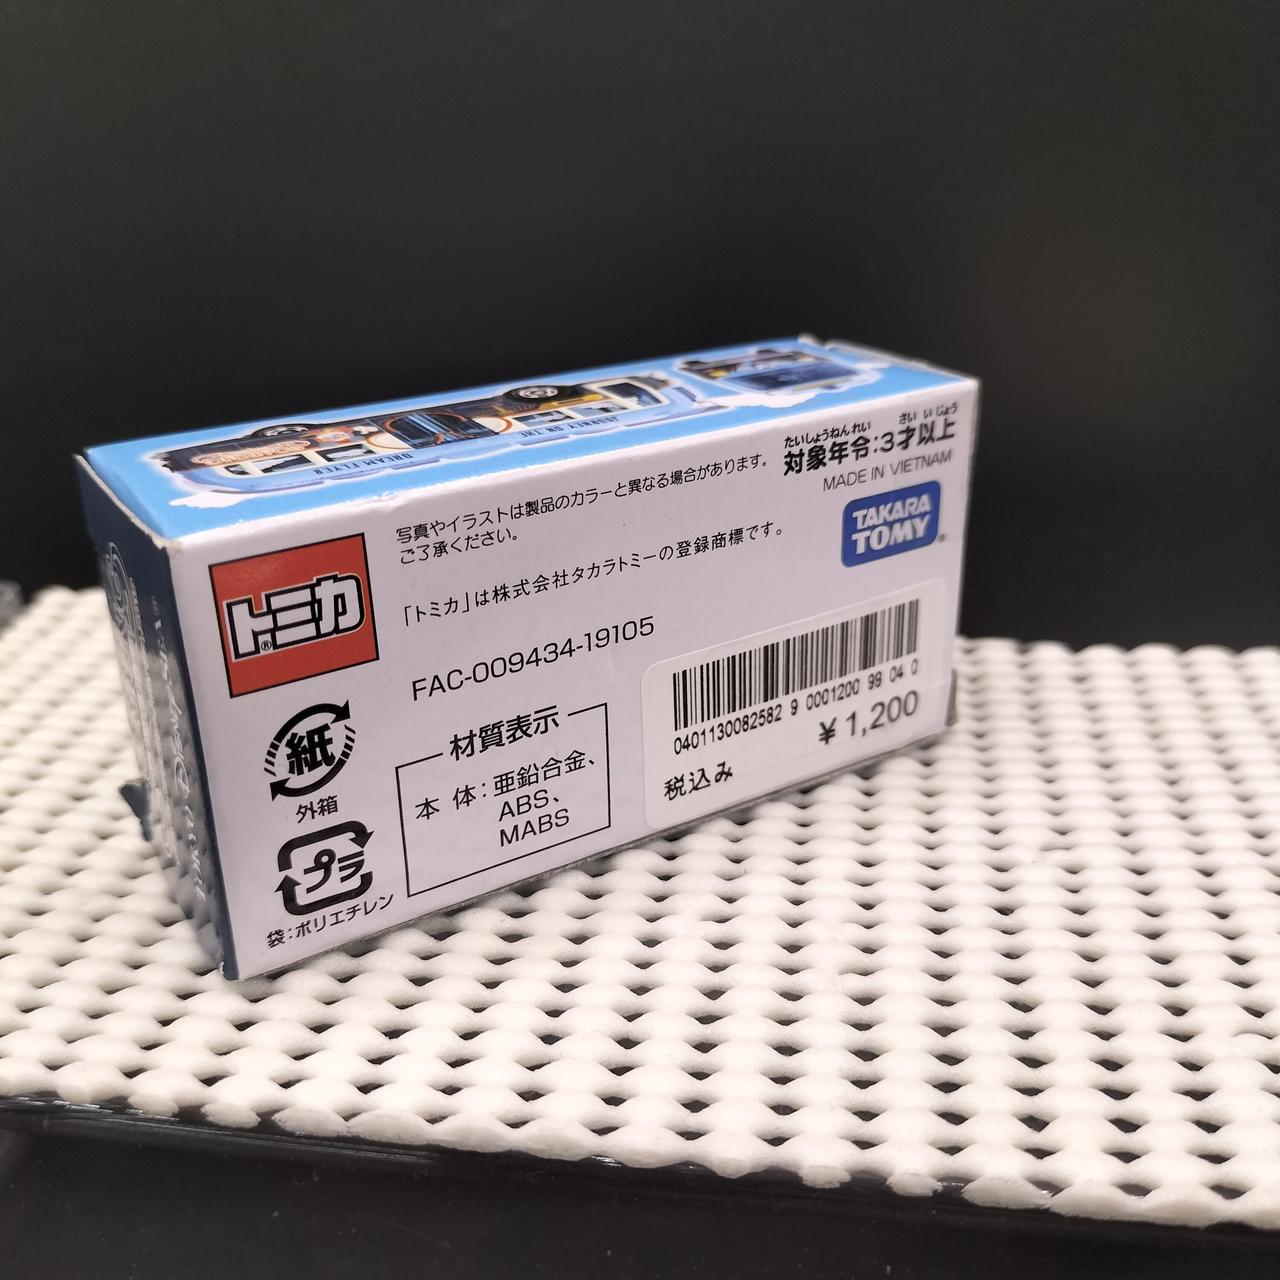 JOURNEY ON THE
DREAM FLYER
たいしょうねんれい さい いじょう
対象年令:3才以上
MADE IN VIETNAM
写真やイラストは製品のカラーと異なる場合があります。
ご了承ください。
TAKARA
TOMY
トミカ®
「トミカ」は株式会社タカラトミーの登録商標です。
FAC-009434-19105
0401130082582 9 0001200 99 04 0
¥1,200
税込み
紙
外箱
材質表示
本 体:亜鉛合金、
ABS、
MABS
プラ
袋:ポリエチレン